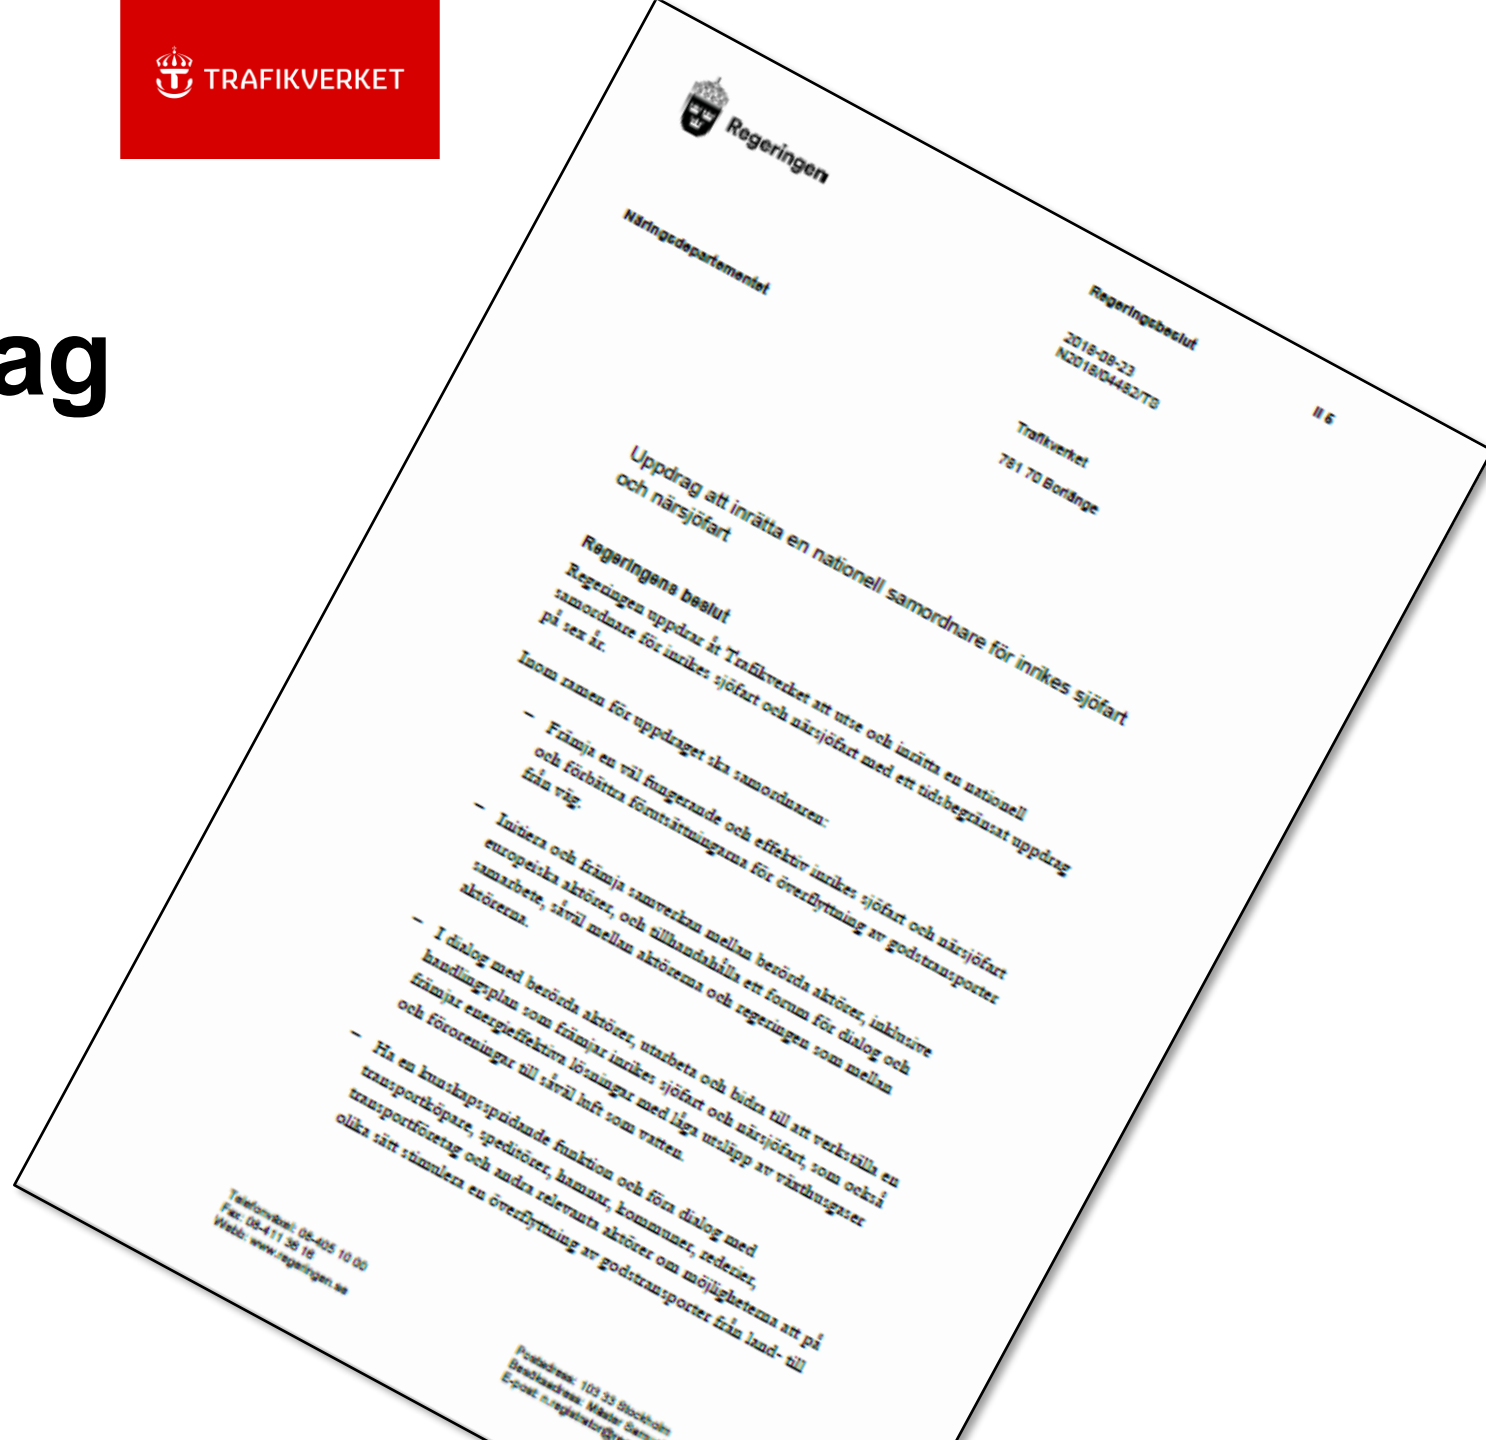 TRAFIKVERKET
ag
Regeringen
Näringsdepartementet
Regeringsbeslut
2018-08-23
N2018/04482/TS
II 6
Trafikverket
781 70 Borlänge
Uppdrag att inrätta en nationell samordnare för inrikes sjöfart
och närsjöfart
Regeringens beslut
Regeringen uppdrar åt Trafikverket att utse och inrätta en nationell
samordnare för inrikes sjöfart och närsjöfart med ett tidsbegränsat uppdrag
på sex år.
Inom ramen för uppdraget ska samordnaren:
– Främja en väl fungerande och effektiv inrikes sjöfart och närsjöfart
och förbättra förutsättningarna för överflyttning av godstransporter
från väg.
– Initiera och främja samverkan mellan berörda aktörer, inklusive
europeiska aktörer, och tillhandahålla ett forum för dialog och
samarbete, såväl mellan aktörerna och regeringen som mellan
aktörerna.
– I dialog med berörda aktörer, utarbeta och bidra till att verkställa en
handlingsplan som främjar inrikes sjöfart och närsjöfart, som också
främjar energieffektiva lösningar med låga utsläpp av växthusgaser
och föroreningar till såväl luft som vatten.
– Ha en kunskapsspridande funktion och föra dialog med
transportköpare, speditörer, hamnar, kommuner, rederier,
transportföretag och andra relevanta aktörer om möjligheterna att på
olika sätt stimulera en överflyttning av godstransporter från land- till
Telefonväxel: 08-405 10 00
Fax: 08-411 36 16
Webb: www.regeringen.se
Postadress: 103 33 Stockholm
Besöksadress: Mäster
E-post: n.registrator@re